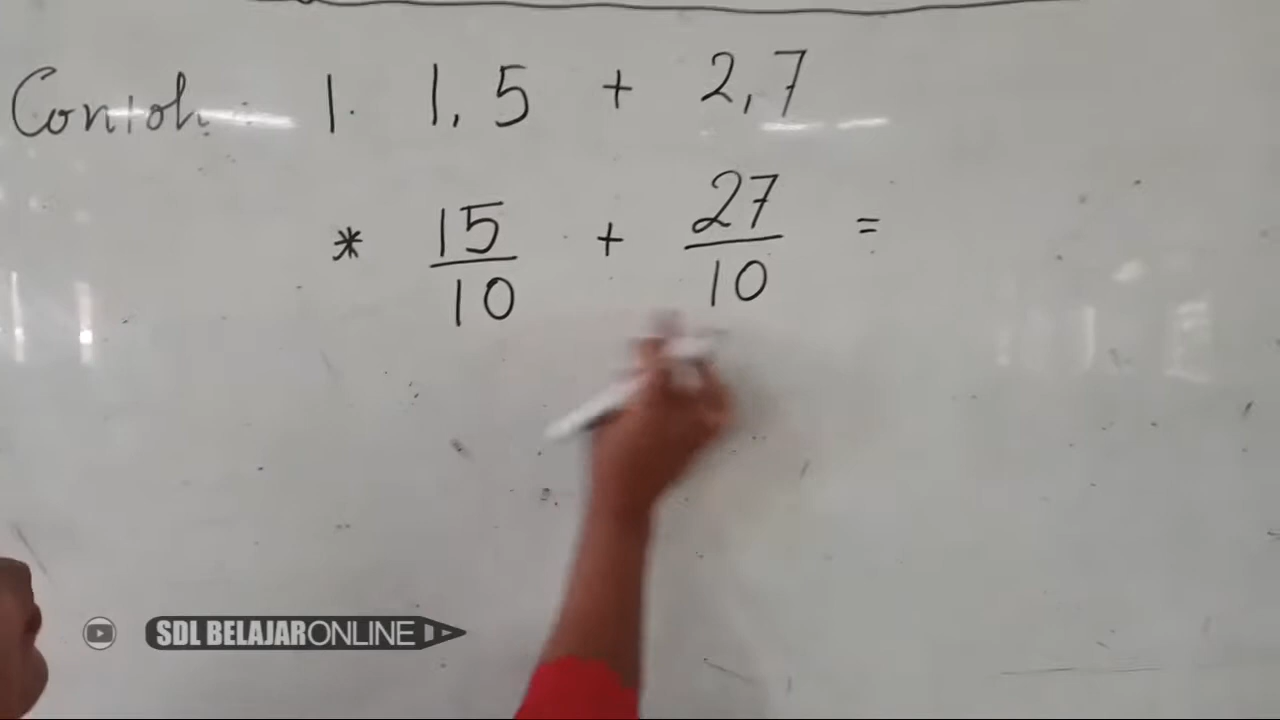 Contoh: 1. 1,5 + 2,7
* 15/10 + 27/10 =
SDL BELAJARONLINE